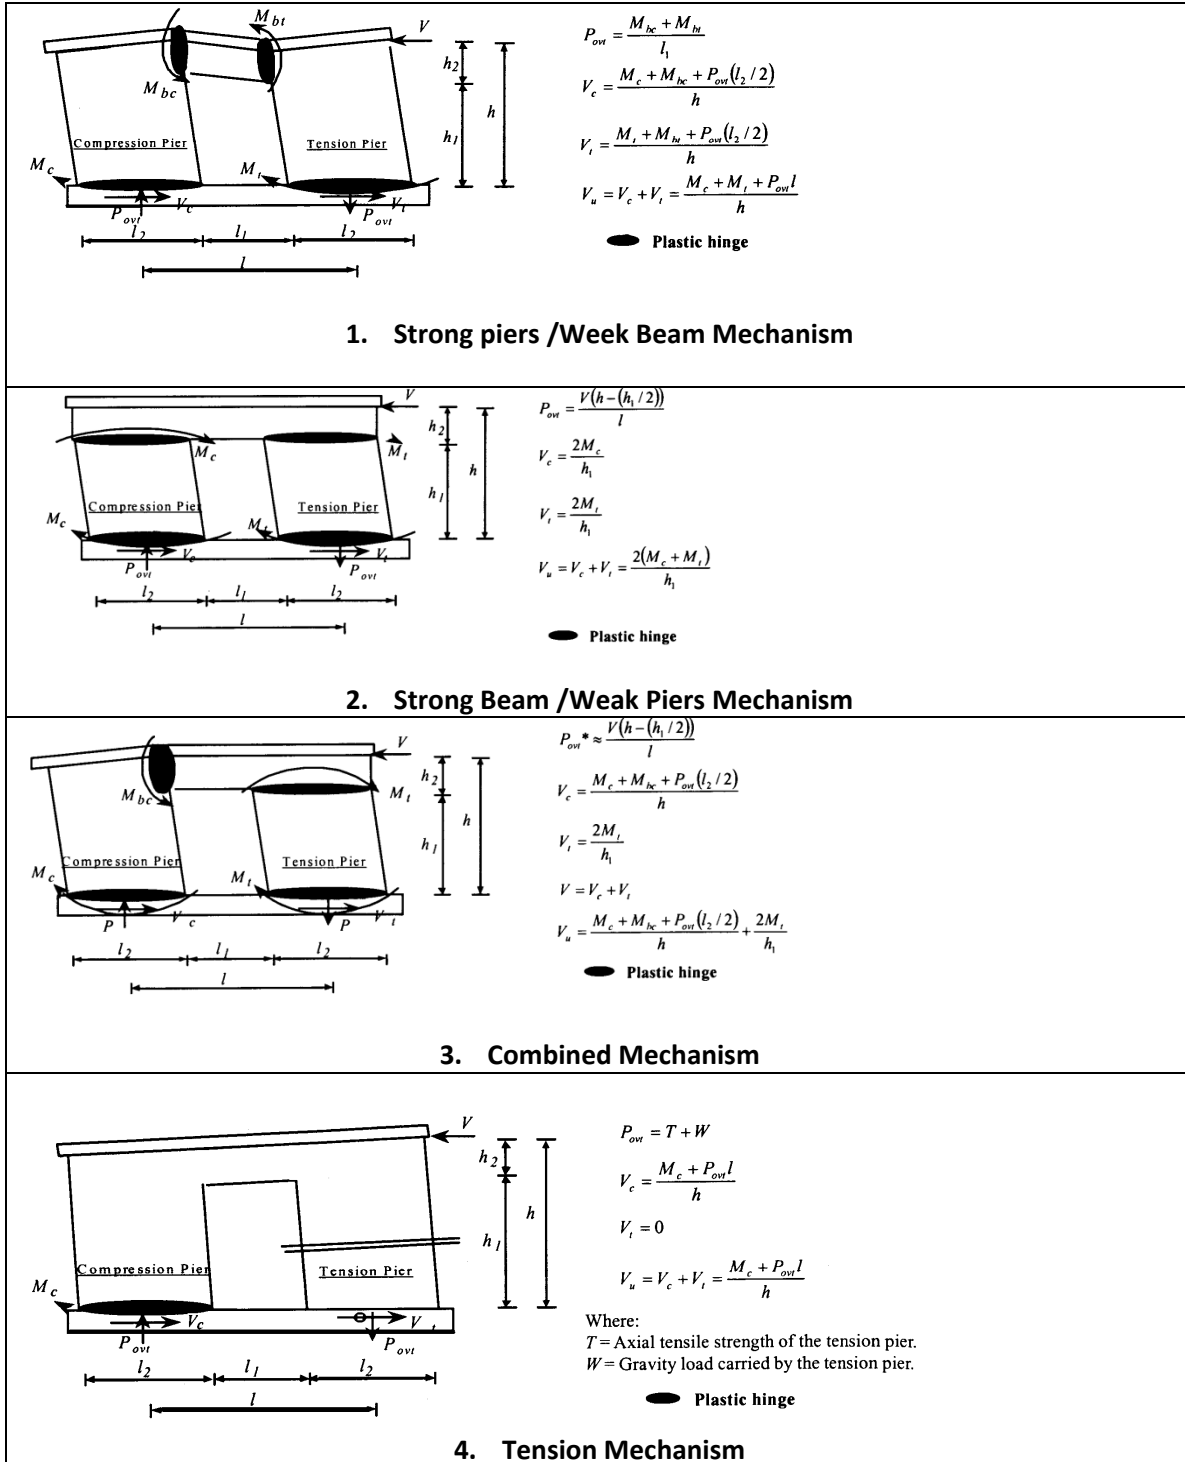 M_bt
V
M_bc
h_2
h_1
h
Compression Pier
Tension Pier
M_c
M_t
P_ovt
V_c
V_t
P_ovt
l_2
l_1
l_2
l
P_ovt = (M_bc + M_bt) / l_1
V_c = (M_c + M_bc + P_ovt(l_2/2)) / h
V_t = (M_t + M_bt + P_ovt(l_2/2)) / h
V_u = V_c + V_t = (M_c + M_t + P_ovt l) / h
Plastic hinge
1. Strong piers /Week Beam Mechanism
V
h_2
M_c
M_t
h
h_1
Compression Pier
Tension Pier
M_c
M_t
V_c
V_t
P_ovt
P_ovt
l_2
l_1
l_2
l
P_ovt = V(h-(h_1/2)) / l
V_c = 2M_c / h_1
V_t = 2M_t / h_1
V_u = V_c + V_t = 2(M_c + M_t) / h_1
Plastic hinge
2. Strong Beam /Weak Piers Mechanism
V
h_2
M_bc
M_t
h
h_1
Compression Pier
Tension Pier
M_c
M_t
P
V_c
P
V_t
l_2
l_1
l_2
l
P_ovt* ≈ V(h-(h_1/2)) / l
V_c = (M_c + M_bc + P_ovt(l_2/2)) / h
V_t = 2M_t / h_1
V = V_c + V_t
V_u = (M_c + M_bc + P_ovt(l_2/2)) / h + 2M_t / h_1
Plastic hinge
3. Combined Mechanism
V
h_2
h
h_1
Compression Pier
Tension Pier
M_c
V_c
V_t
P_ovt
P_ovt
l_2
l_1
l_2
l
P_ovt = T + W
V_c = (M_c + P_ovt l) / h
V_t = 0
V_u = V_c + V_t = (M_c + P_ovt l) / h
Where:
T = Axial tensile strength of the tension pier.
W = Gravity load carried by the tension pier.
Plastic hinge
4. Tension Mechanism